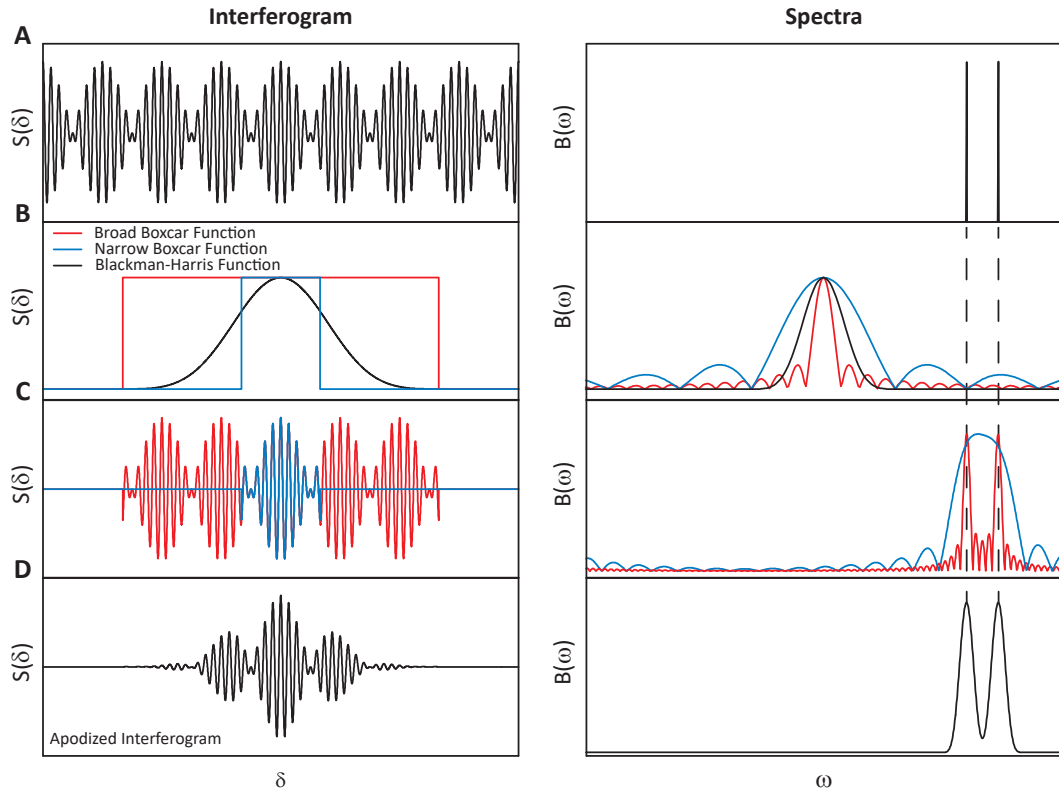 Interferogram
Spectra
A
S(δ)
B(ω)
B
Broad Boxcar Function
Narrow Boxcar Function
Blackman-Harris Function
S(δ)
B(ω)
C
S(δ)
B(ω)
D
S(δ)
B(ω)
Apodized Interferogram
δ
ω